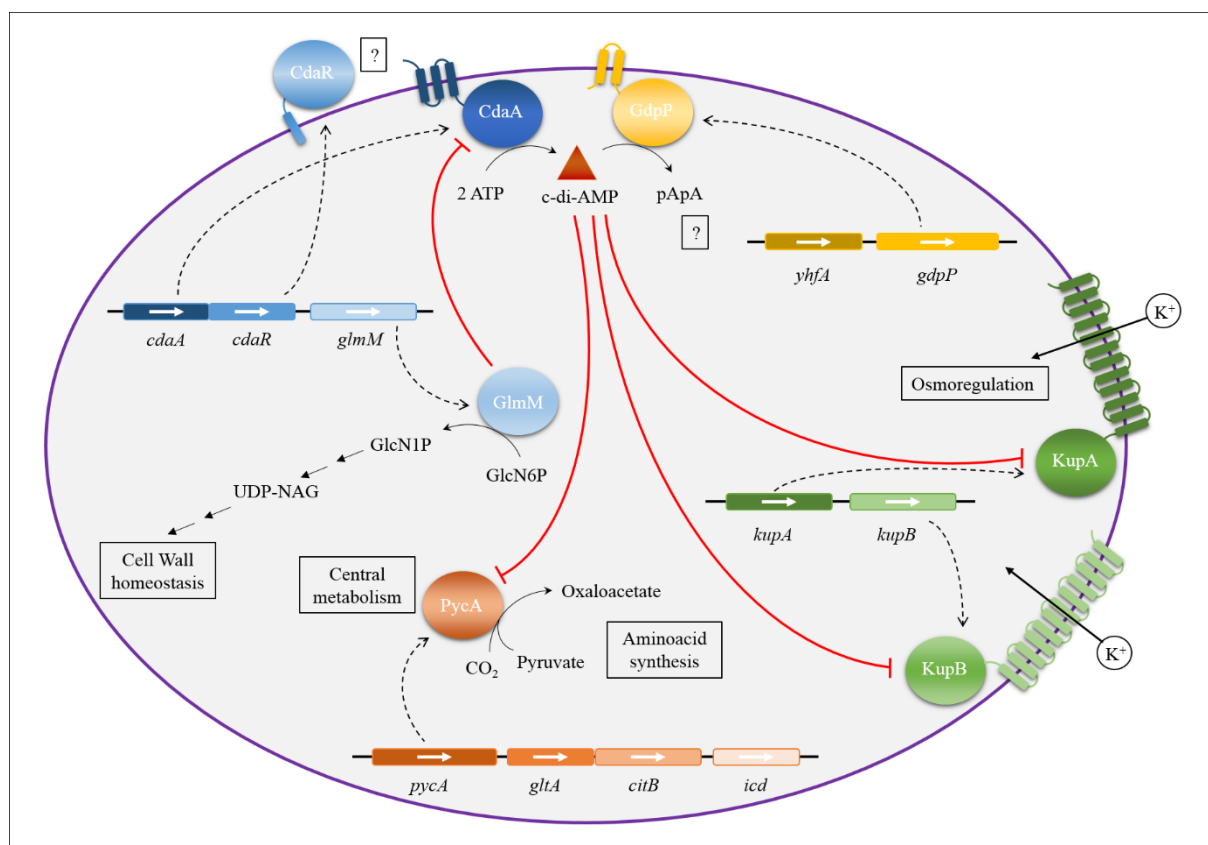 CdaR
?
CdaA
GdpP
2 ATP
c-di-AMP
pApA
?
yhfA
gdpP
cdaA
cdaR
glmM
K⁺
Osmoregulation
GlmM
GlcN1P
GlcN6P
UDP-NAG
KupA
kupA
kupB
Cell Wall
homeostasis
Central
metabolism
PycA
Oxaloacetate
CO₂
Pyruvate
Aminoacid
synthesis
KupB
K⁺
pycA
gltA
citB
icd